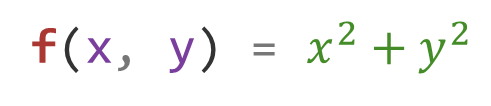 f(x, y) = x² + y²